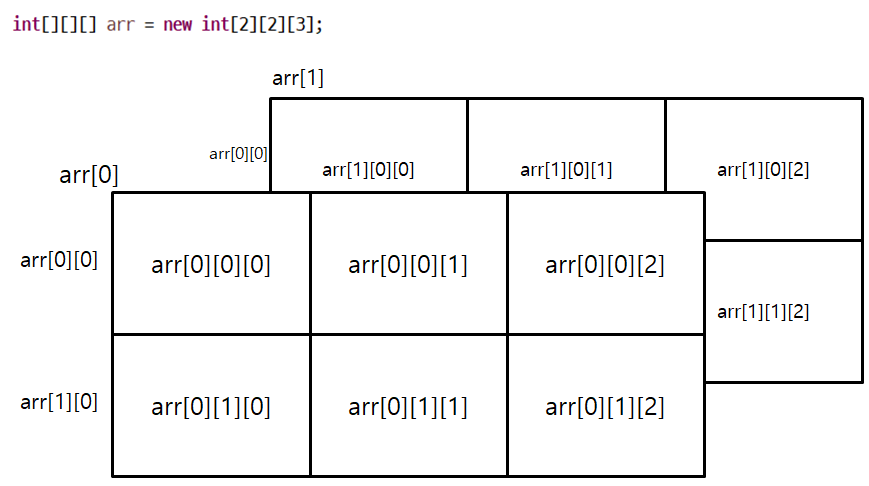 int[][][] arr = new int[2][2][3];
arr[1]
arr[0][0]
arr[1][0][0] arr[1][0][1] arr[1][0][2]
arr[0]
arr[0][0] arr[0][0][0] arr[0][0][1] arr[0][0][2]
arr[1][1][2]
arr[1][0] arr[0][1][0] arr[0][1][1] arr[0][1][2]